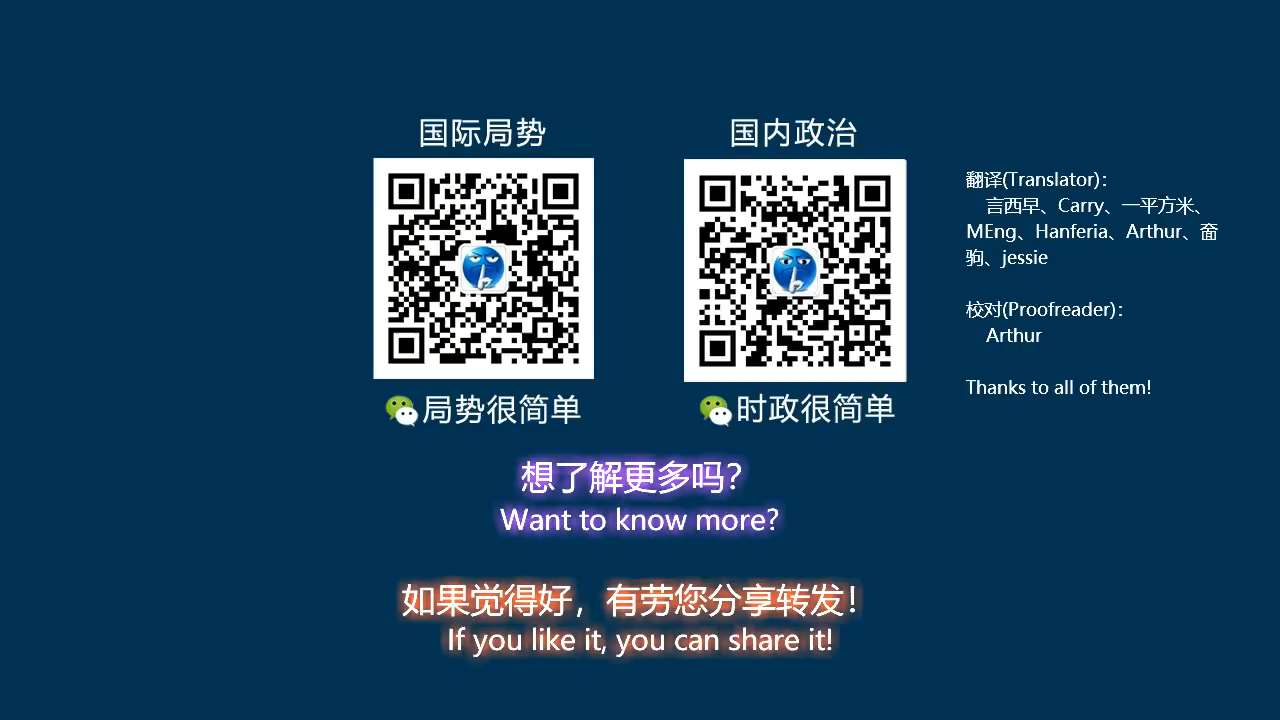 国际局势
国内政治
局势很简单
时政很简单
翻译(Translator)：
言西早、Carry、一平方米、
MEng、Hanferia、Arthur、奋
驹、jessie
校对(Proofreader)：
Arthur
Thanks to all of them!
想了解更多吗？
Want to know more?
如果觉得好，有劳您分享转发！
If you like it, you can share it!